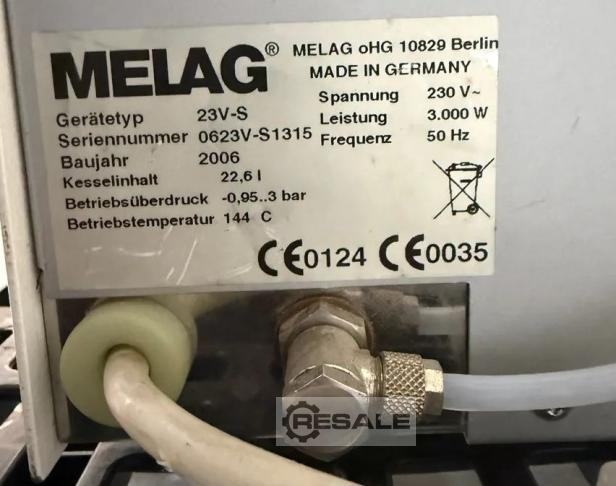 MELAG® MELAG oHG 10829 Berlin
MADE IN GERMANY
Gerätetyp 23V-S
Seriennummer 0623V-S1315
Baujahr 2006
Kesselinhalt 22,6 l
Betriebsüberdruck -0,95..3 bar
Betriebstemperatur 144 C
Spannung 230 V~
Leistung 3.000 W
Frequenz 50 Hz
CE0124 CE0035
RESALE